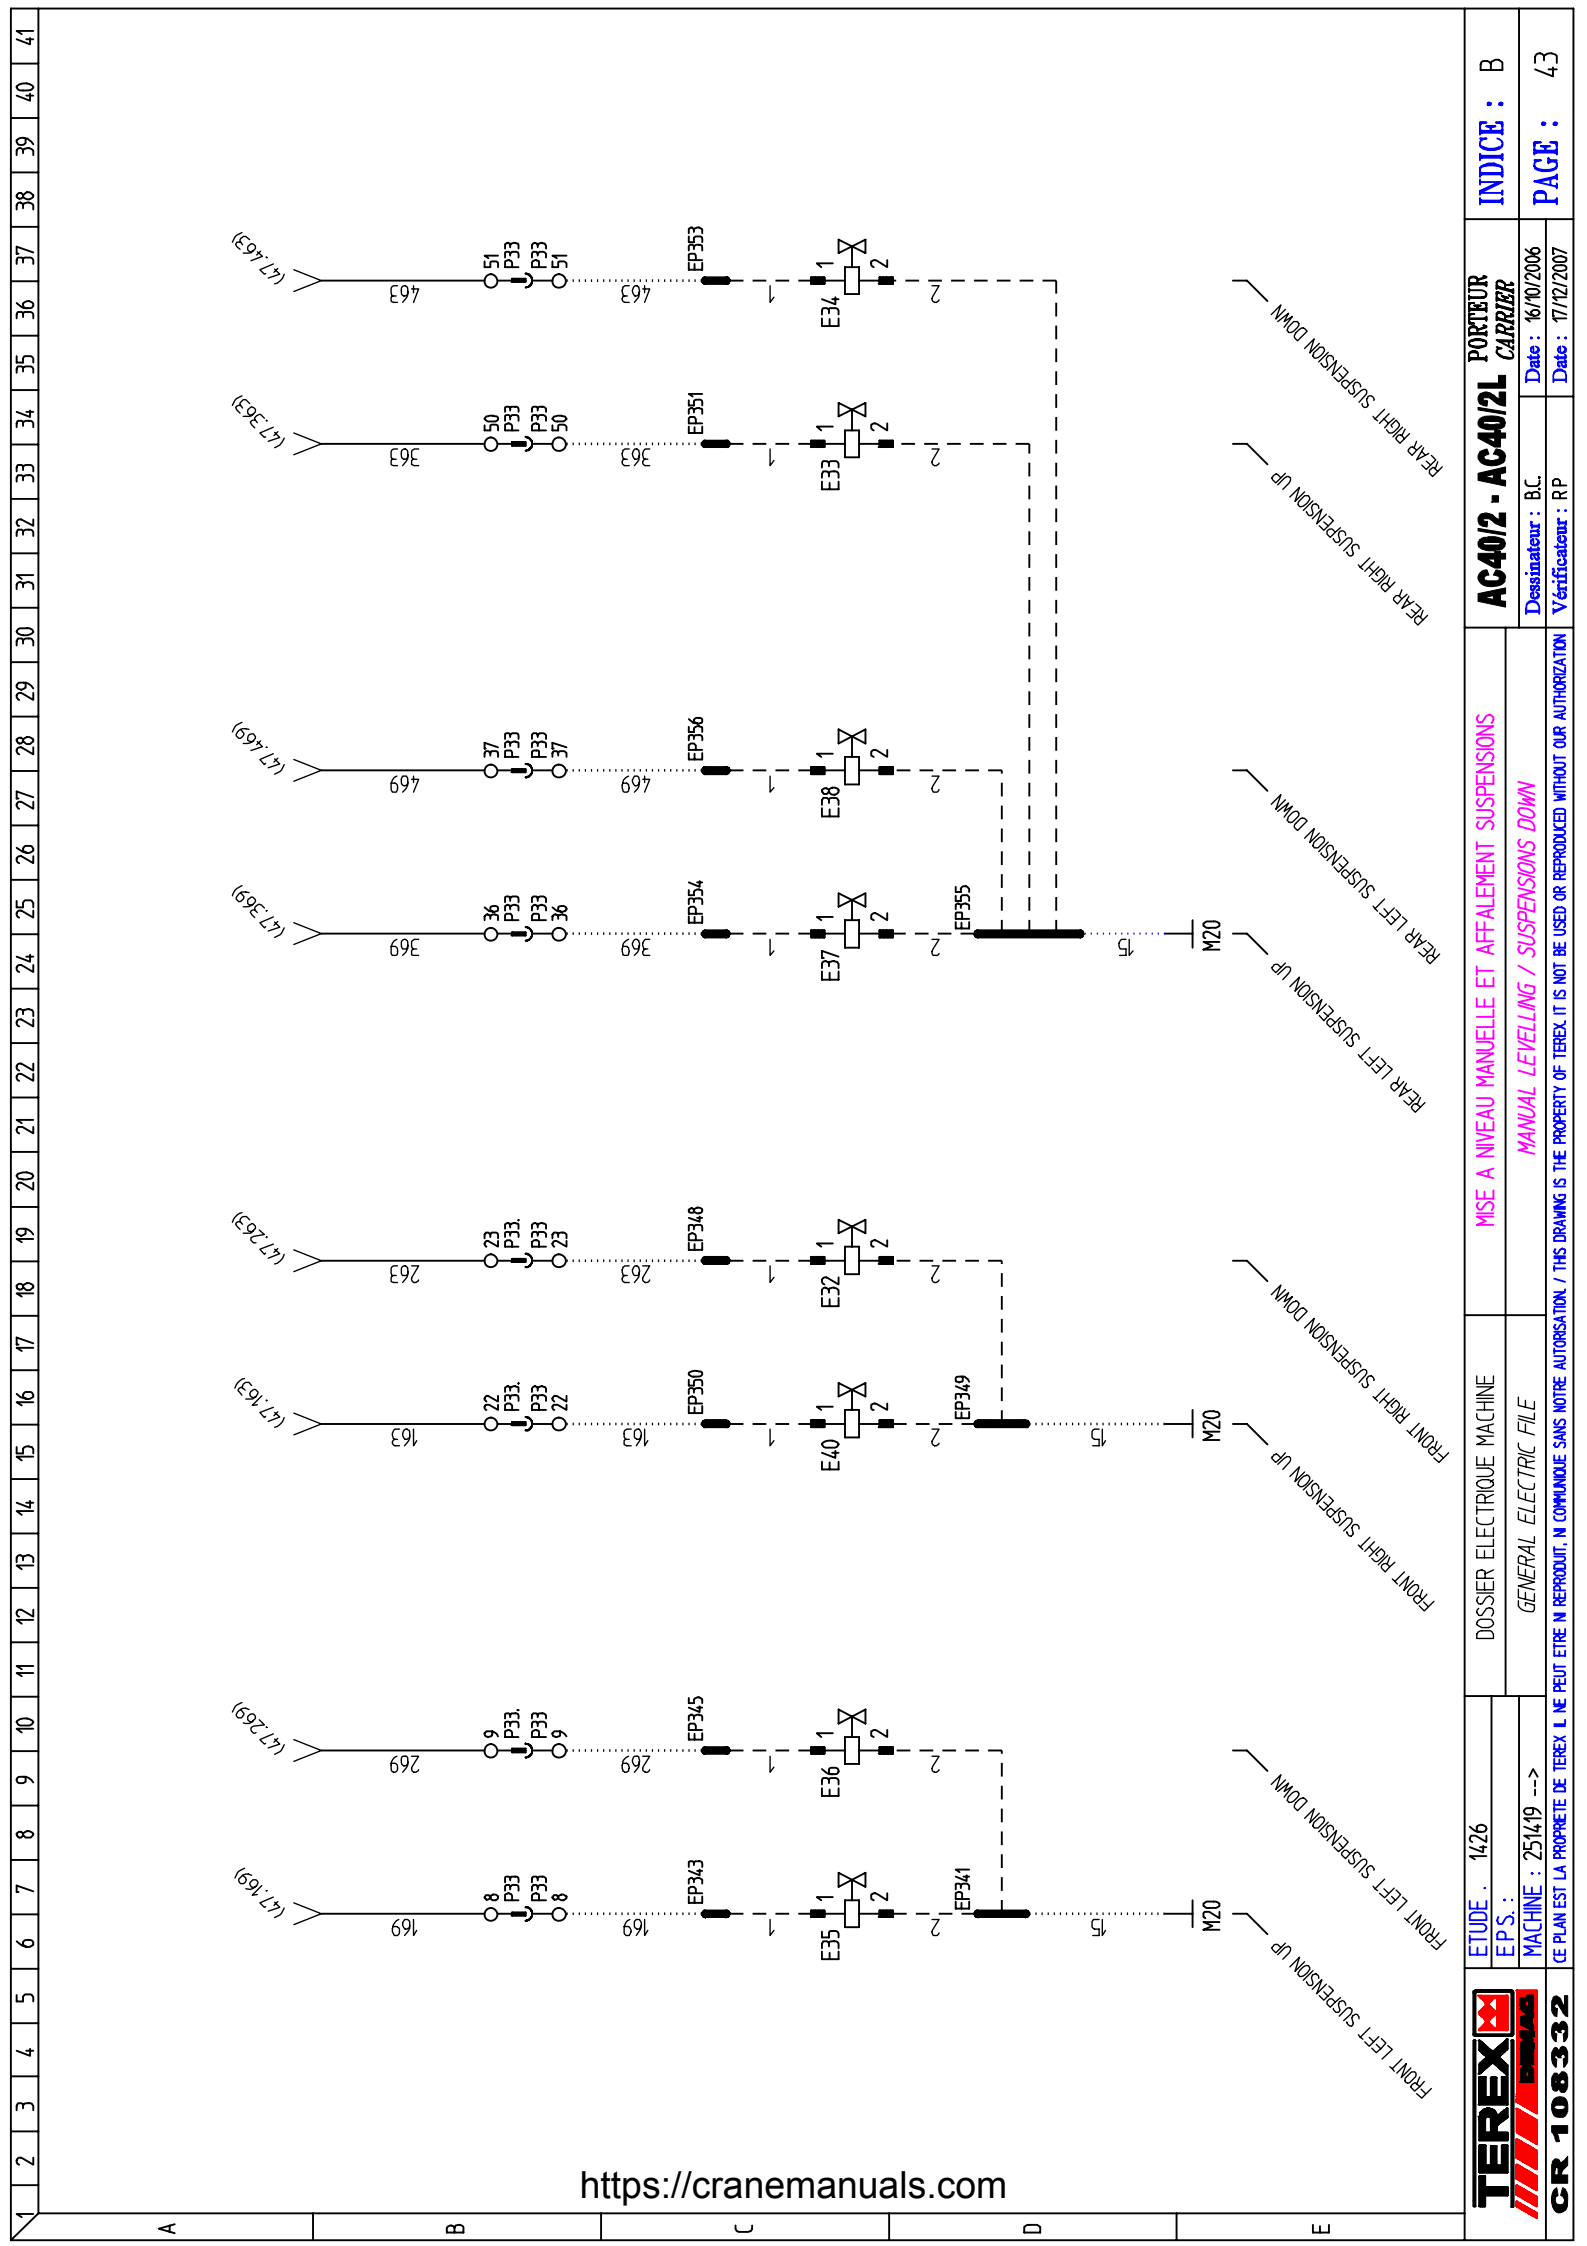 1 2 3 4 5 6 7 8 9 10 11 12 13 14 15 16 17 18 19 20 21 22 23 24 25 26 27 28 29 30 31 32 33 34 35 36 37 38 39 40 41
A
B
C
D
E
(47.169)
169
8
P33
P33
8
169
EP343
1
1
E35
2
2
EP341
15
M20
FRONT LEFT SUSPENSION UP
(47.269)
269
9
P33.
P33
9
269
EP345
1
1
E36
2
2
FRONT LEFT SUSPENSION DOWN
(47.163)
163
22
P33.
P33
22
163
EP350
1
1
E40
2
2
EP349
15
M20
FRONT RIGHT SUSPENSION UP
(47.263)
263
23
P33.
P33
23
263
EP348
1
1
E32
2
2
FRONT RIGHT SUSPENSION DOWN
(47.369)
369
36
P33
P33
36
369
EP354
1
1
E37
2
2
EP355
15
M20
REAR LEFT SUSPENSION UP
(47.469)
469
37
P33
P33
37
469
EP356
1
1
E38
2
2
REAR LEFT SUSPENSION DOWN
(47.363)
363
50
P33
P33
50
363
EP351
1
1
E33
2
2
REAR RIGHT SUSPENSION UP
(47.463)
463
51
P33
P33
51
463
EP353
1
1
E34
2
2
REAR RIGHT SUSPENSION DOWN
TEREX
DEMAG
CR 108332
ETUDE . 1426
E.P.S. :
MACHINE : 251419 -->
DOSSIER ELECTRIQUE MACHINE
GENERAL ELECTRIC FILE
MISE A NIVEAU MANUELLE ET AFFALEMENT SUSPENSIONS
MANUAL LEVELLING / SUSPENSIONS DOWN
AC40/2 - AC40/2L PORTEUR
CARRIER
Dessinateur : B.C. Date : 16/10/2006
Vérificateur : RP Date : 17/12/2007
INDICE : B
PAGE : 43
CE PLAN EST LA PROPRIETE DE TEREX IL NE PEUT ETRE NI REPRODUIT, NI COMMUNIQUE SANS NOTRE AUTORISATION. / THIS DRAWING IS THE PROPERTY OF TEREX, IT IS NOT BE USED OR REPRODUCED WITHOUT OUR AUTHORIZATION
https://cranemanuals.com